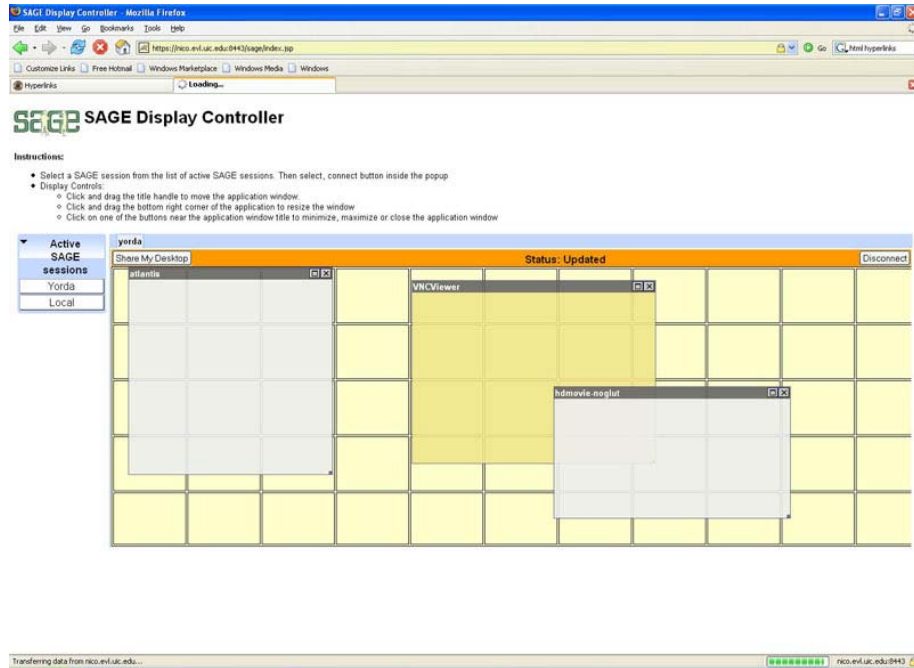 SAGE Display Controller - Mozilla Firefox
File Edit View Go Bookmarks Tools Help
https://nico.evl.uic.edu:8443/sage/index.jsp
Go
html hyperlinks
Customize Links Free Hotmail Windows Marketplace Windows Media Windows
Hyperlinks
Loading...
SAGE SAGE Display Controller
Instructions:
Select a SAGE session from the list of active SAGE sessions. Then select, connect button inside the popup
Display Controls:
Click and drag the title handle to move the application window.
Click and drag the bottom right corner of the application to resize the window
Click on one of the buttons near the application window title to minimize, maximize or close the application window
Active
SAGE
sessions
Yorda
Local
yorda
Share My Desktop
Status: Updated
Disconnect
atlantis
VNCViewer
hdmovie-noglut
Transferring data from nico.evl.uic.edu...
nico.evl.uic.edu:8443